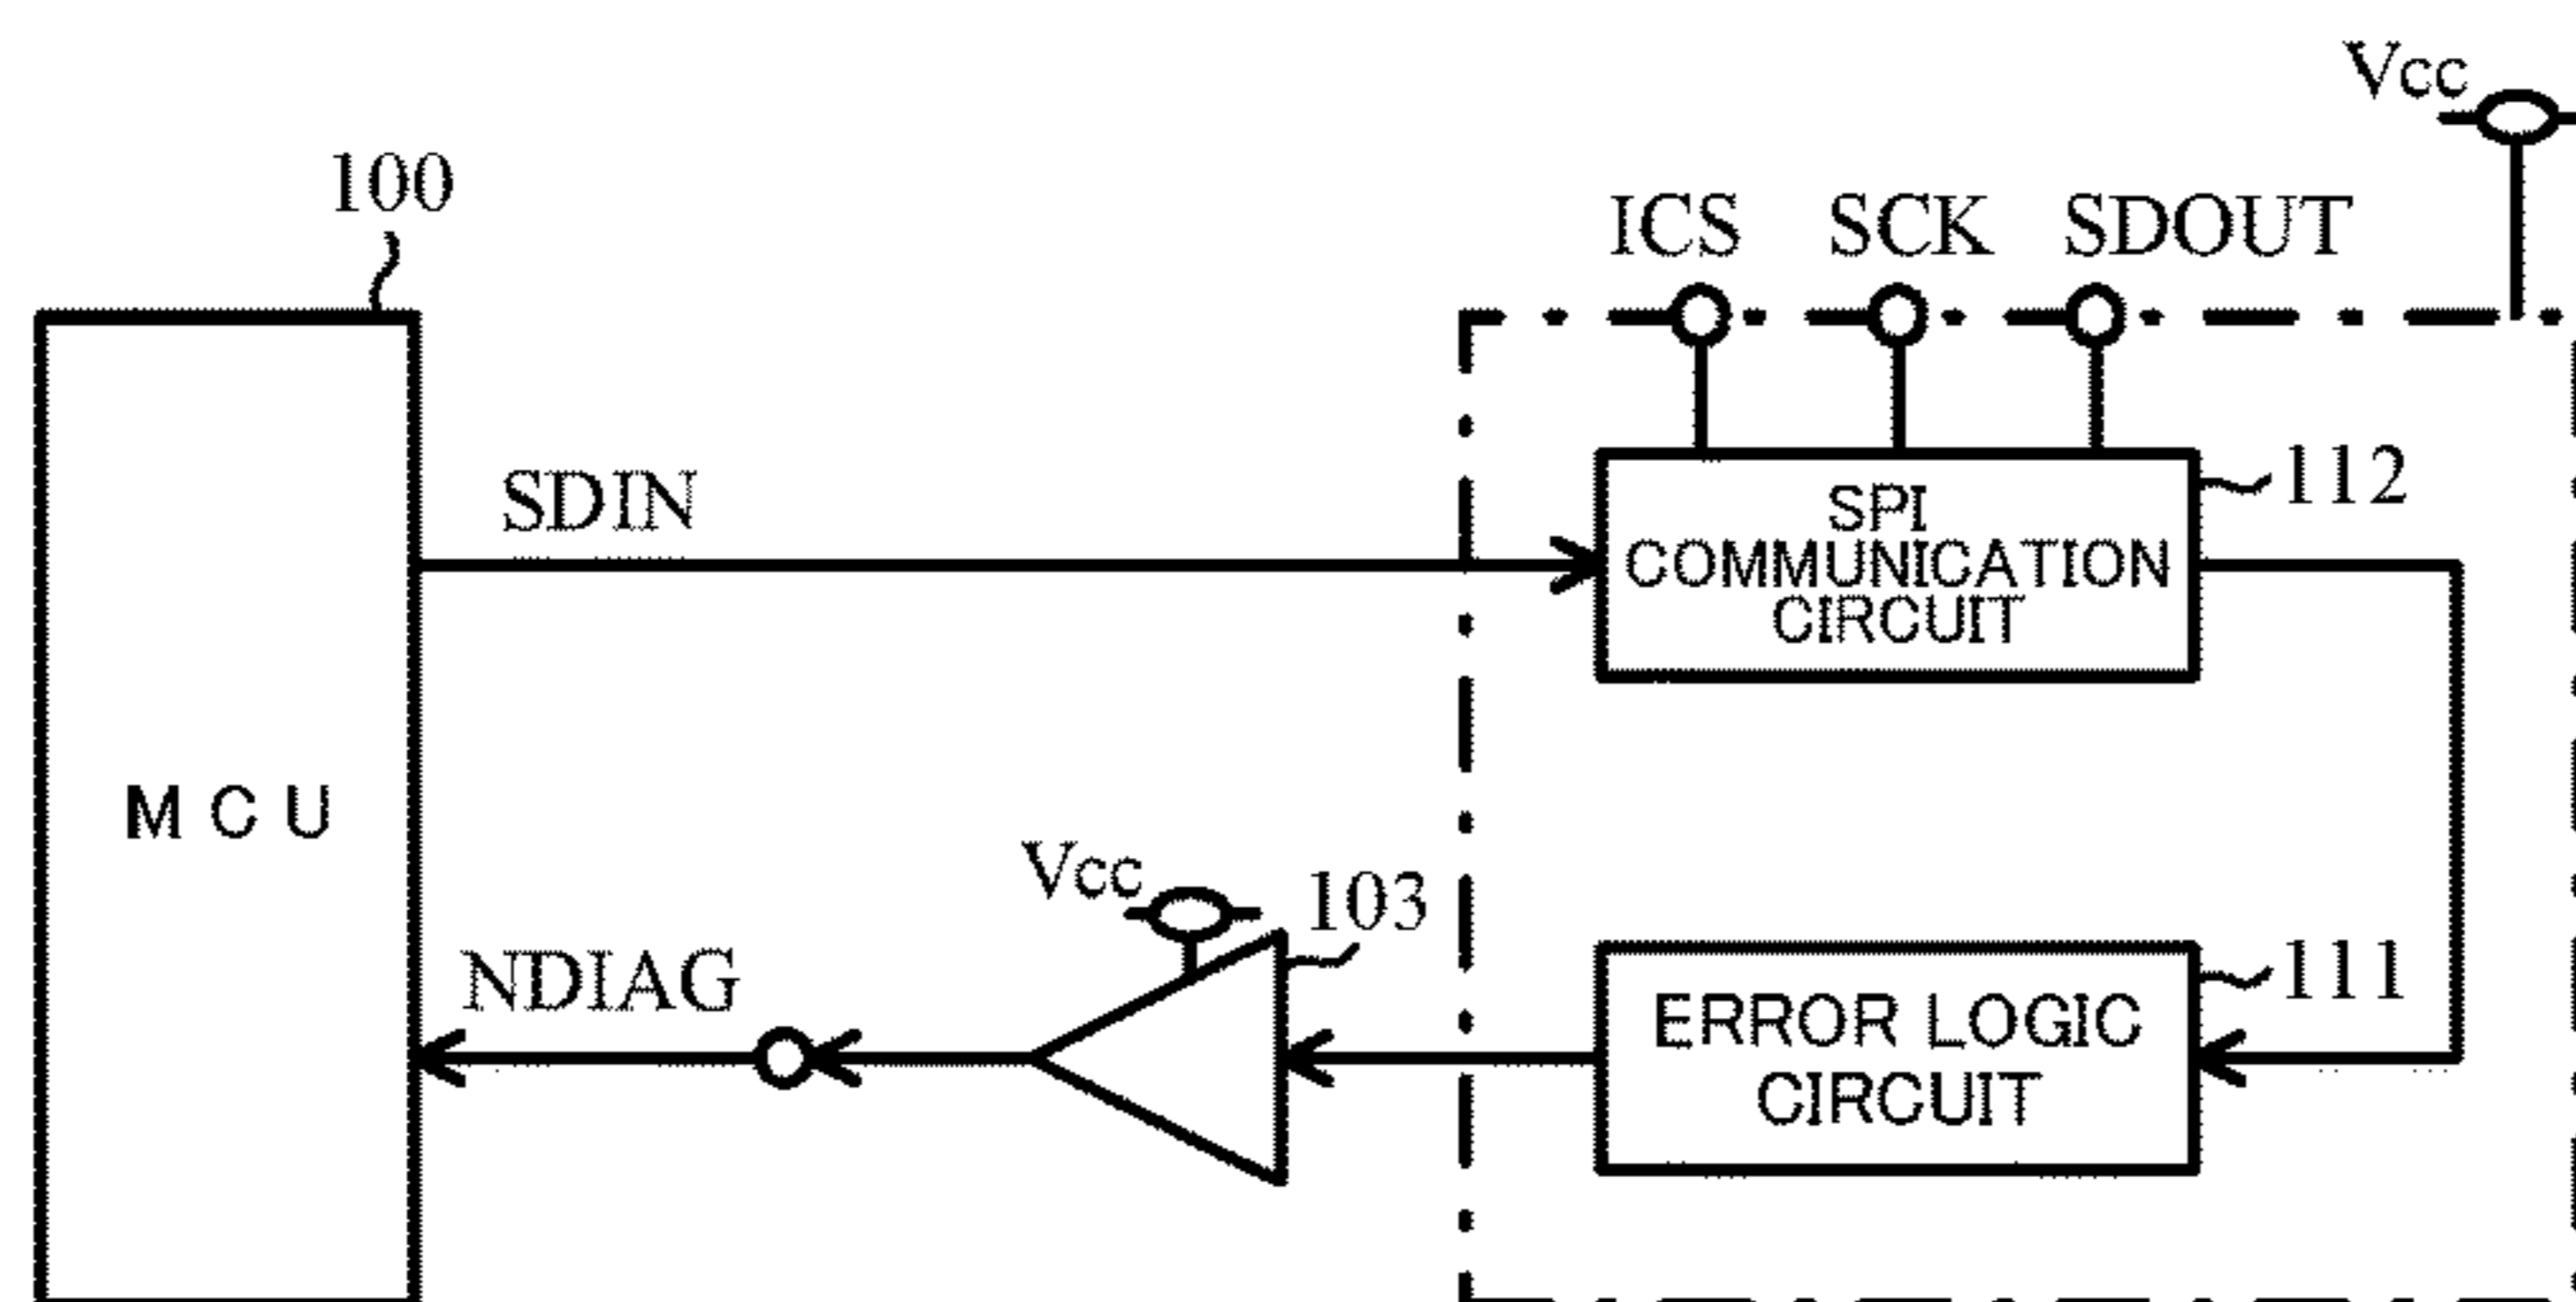 Vcc
100
ICS SCK SDOUT
SDIN
112
SPI
COMMUNICATION
CIRCUIT
M C U
Vcc
103
NDIAG
111
ERROR LOGIC
CIRCUIT